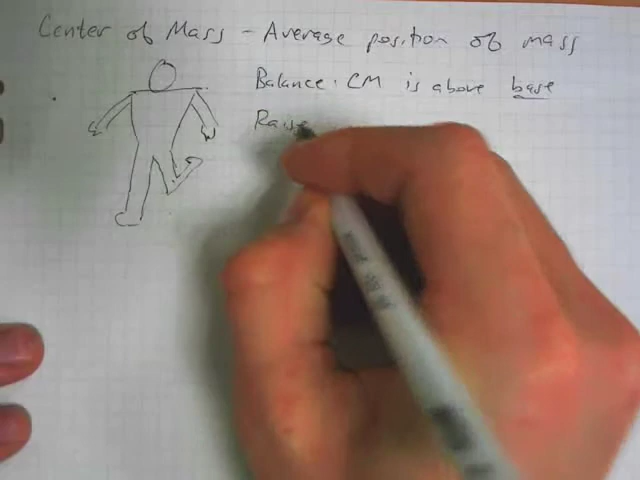 Center of Mass - Average position of mass
Balance. CM is above base
Raise